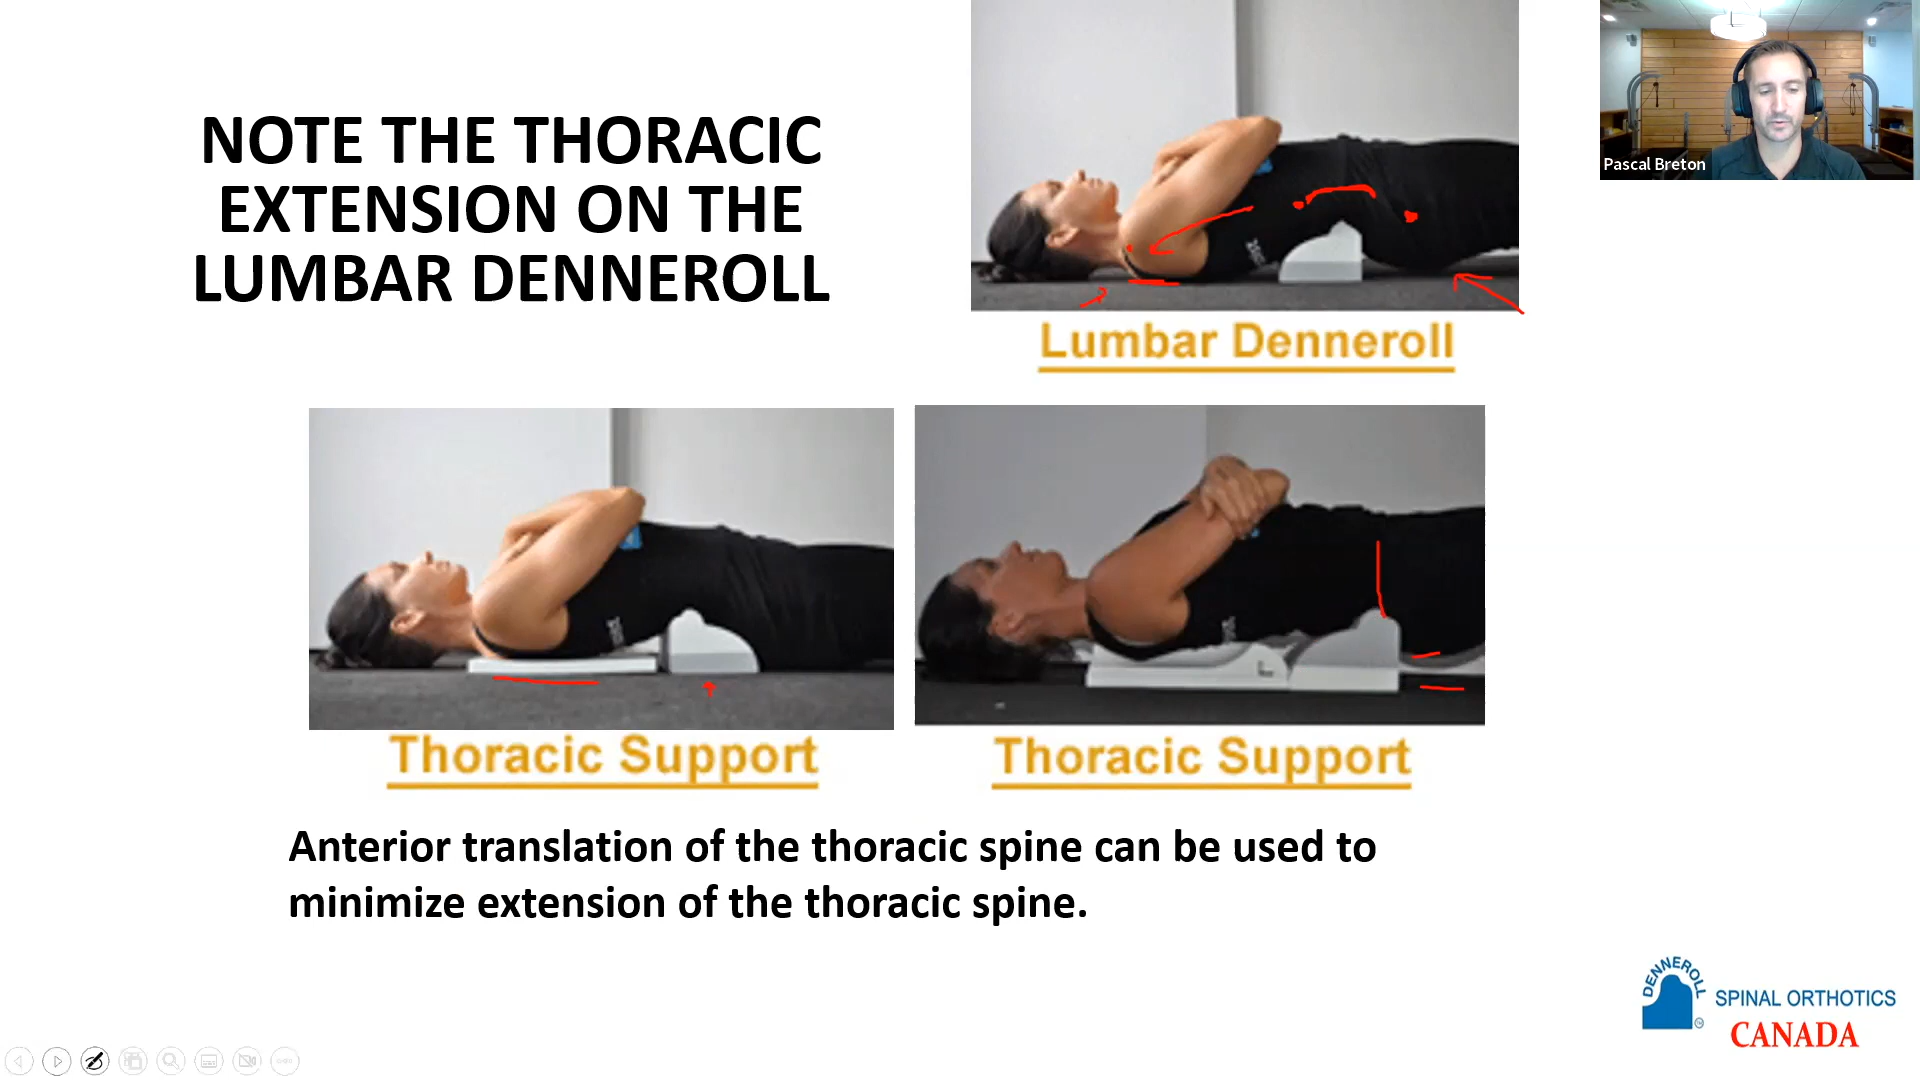 NOTE THE THORACIC
EXTENSION ON THE
LUMBAR DENNEROLL
Pascal Breton
Lumbar Denneroll
Thoracic Support
Thoracic Support
Anterior translation of the thoracic spine can be used to
minimize extension of the thoracic spine.
DENNEROLL
SPINAL ORTHOTICS
CANADA